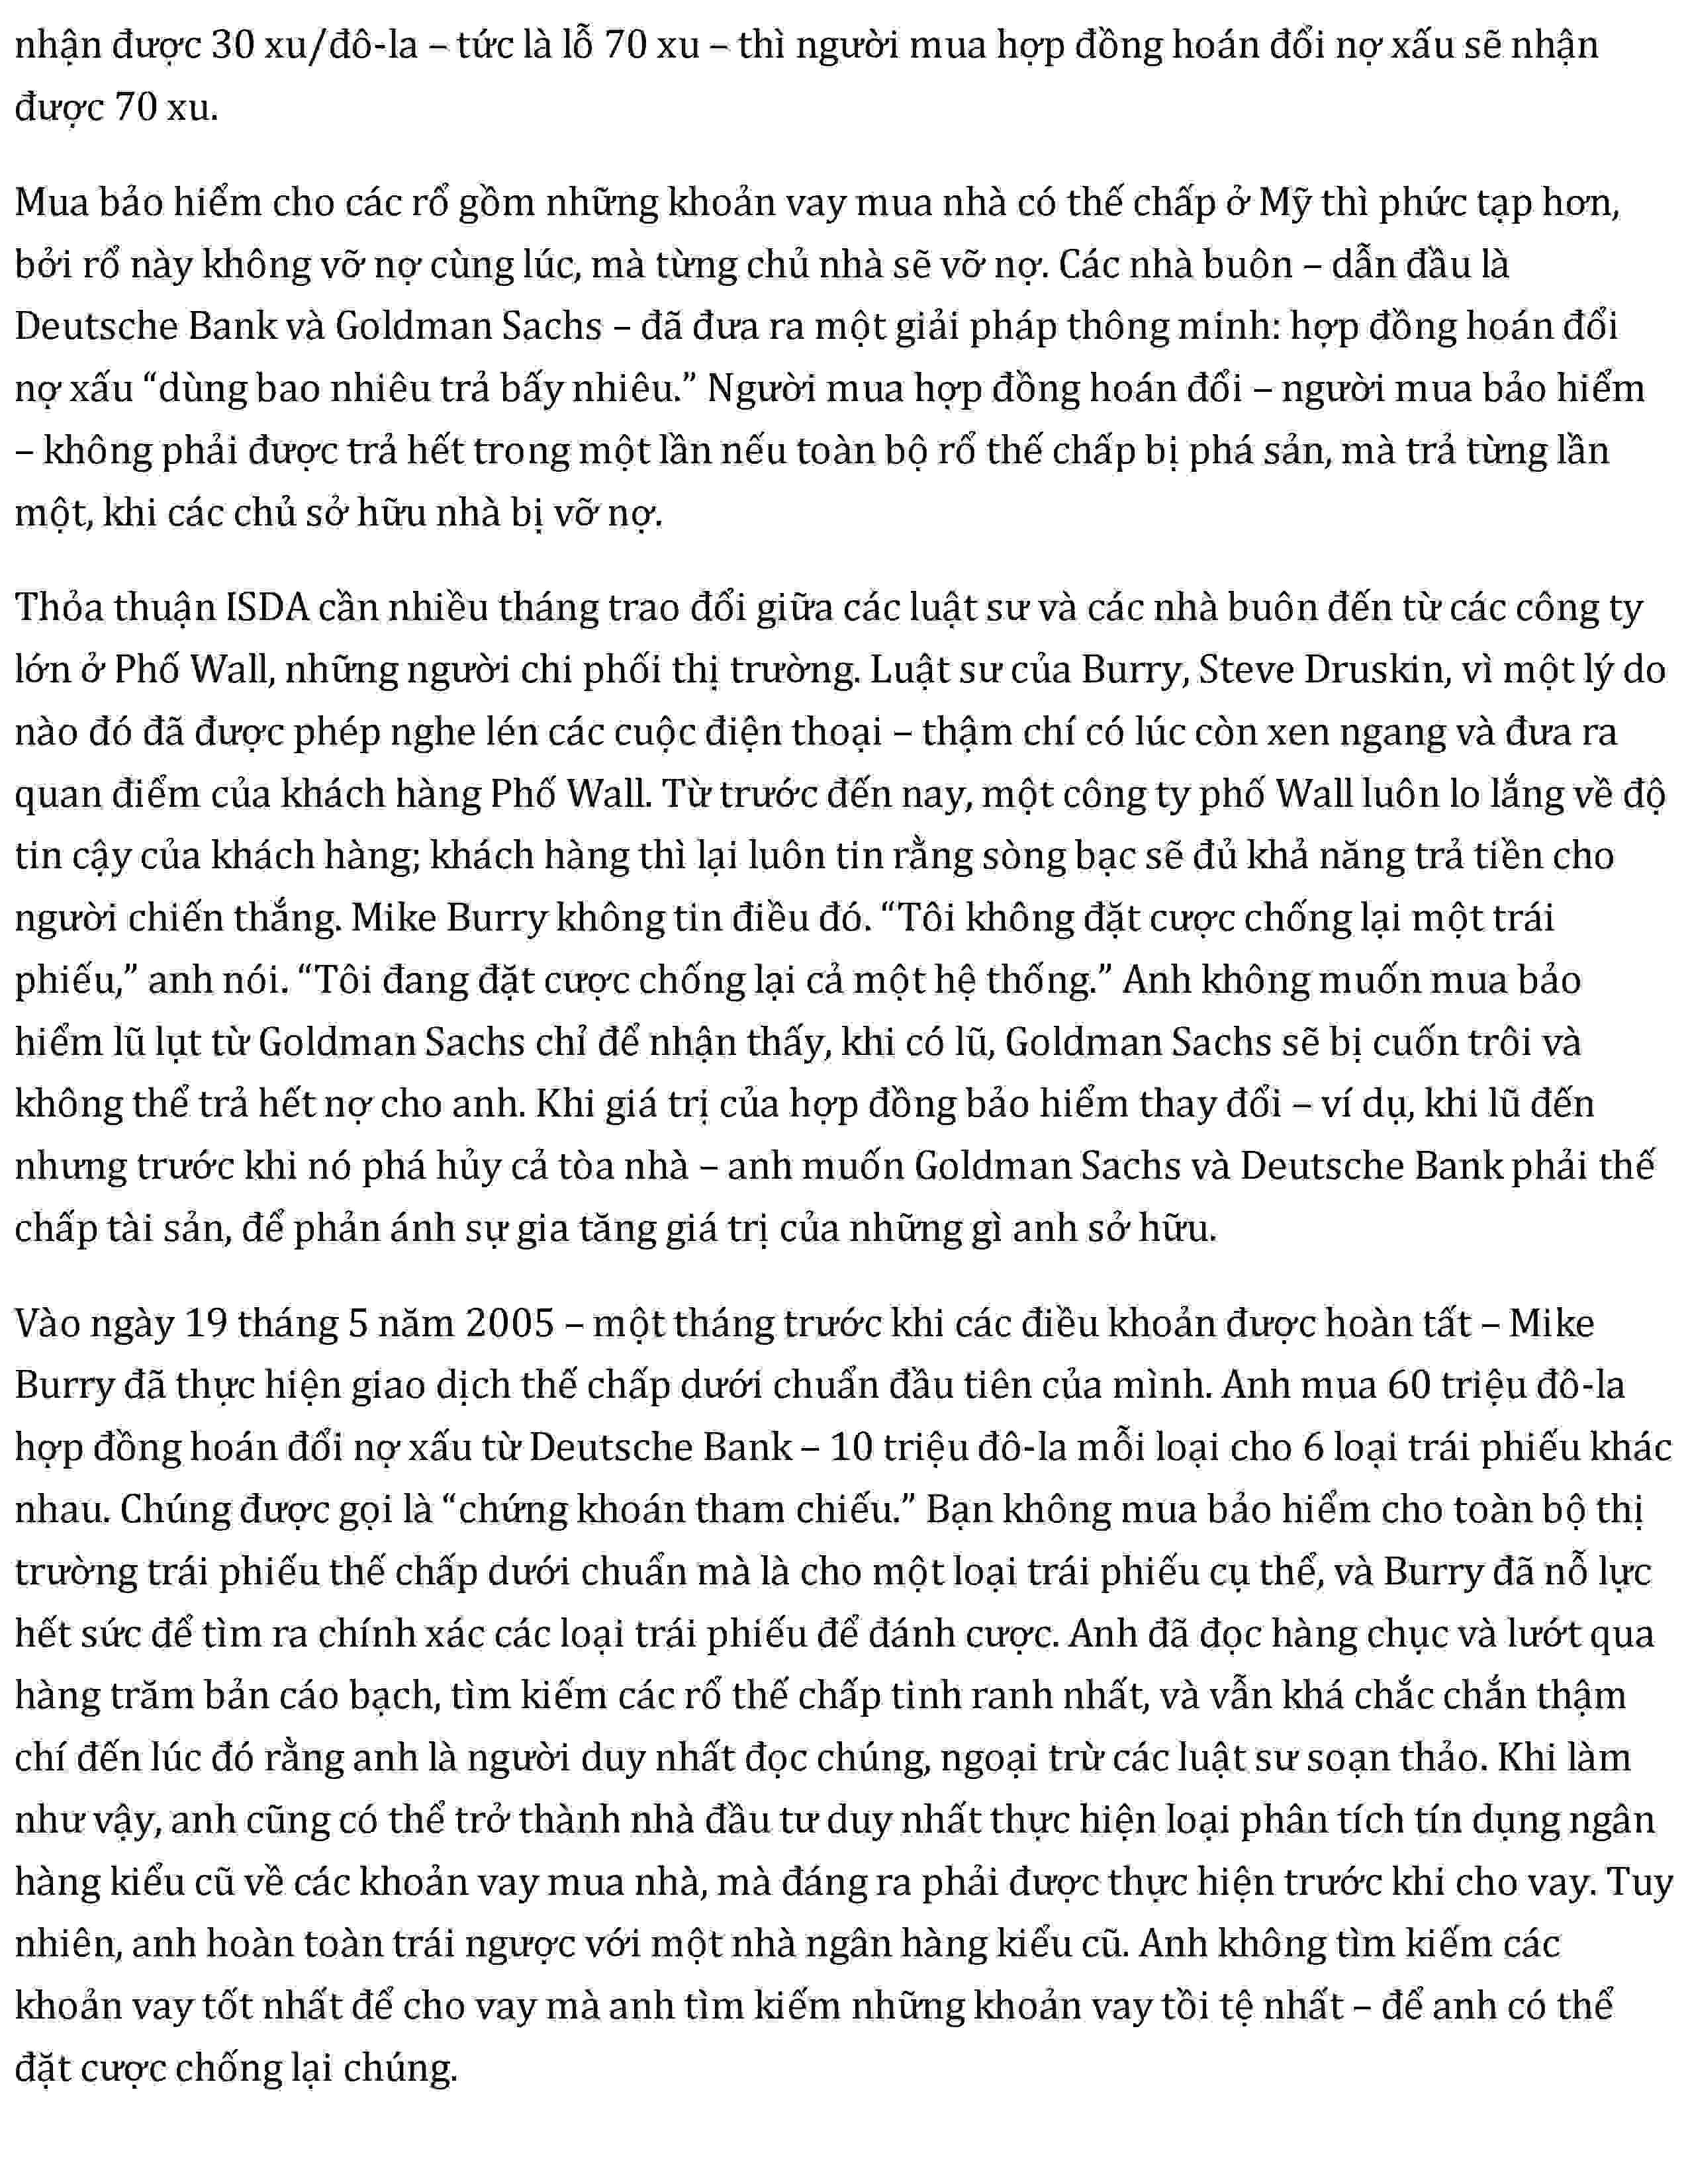 nhận được 30 xu/đô-la – tức là lỗ 70 xu – thì người mua hợp đồng hoán đổi nợ xấu sẽ nhận
được 70 xu.
Mua bảo hiểm cho các rổ gồm những khoản vay mua nhà có thế chấp ở Mỹ thì phức tạp hơn,
bởi rổ này không vỡ nợ cùng lúc, mà từng chủ nhà sẽ vỡ nợ. Các nhà buôn – dẫn đầu là
Deutsche Bank và Goldman Sachs – đã đưa ra một giải pháp thông minh: hợp đồng hoán đổi
nợ xấu “dùng bao nhiêu trả bấy nhiêu.” Người mua hợp đồng hoán đổi – người mua bảo hiểm
– không phải được trả hết trong một lần nếu toàn bộ rổ thế chấp bị phá sản, mà trả từng lần
một, khi các chủ sở hữu nhà bị vỡ nợ.
Thỏa thuận ISDA cần nhiều tháng trao đổi giữa các luật sư và các nhà buôn đến từ các công ty
lớn ở Phố Wall, những người chi phối thị trường. Luật sư của Burry, Steve Druskin, vì một lý do
nào đó đã được phép nghe lén các cuộc điện thoại – thậm chí có lúc còn xen ngang và đưa ra
quan điểm của khách hàng Phố Wall. Từ trước đến nay, một công ty phố Wall luôn lo lắng về độ
tin cậy của khách hàng; khách hàng thì lại luôn tin rằng sòng bạc sẽ đủ khả năng trả tiền cho
người chiến thắng. Mike Burry không tin điều đó. “Tôi không đặt cược chống lại một trái
phiếu,” anh nói. “Tôi đang đặt cược chống lại cả một hệ thống.” Anh không muốn mua bảo
hiểm lũ lụt từ Goldman Sachs chỉ để nhận thấy, khi có lũ, Goldman Sachs sẽ bị cuốn trôi và
không thể trả hết nợ cho anh. Khi giá trị của hợp đồng bảo hiểm thay đổi – ví dụ, khi lũ đến
nhưng trước khi nó phá hủy cả tòa nhà – anh muốn Goldman Sachs và Deutsche Bank phải thế
chấp tài sản, để phản ánh sự gia tăng giá trị của những gì anh sở hữu.
Vào ngày 19 tháng 5 năm 2005 – một tháng trước khi các điều khoản được hoàn tất – Mike
Burry đã thực hiện giao dịch thế chấp dưới chuẩn đầu tiên của mình. Anh mua 60 triệu đô-la
hợp đồng hoán đổi nợ xấu từ Deutsche Bank – 10 triệu đô-la mỗi loại cho 6 loại trái phiếu khác
nhau. Chúng được gọi là “chứng khoán tham chiếu.” Bạn không mua bảo hiểm cho toàn bộ thị
trường trái phiếu thế chấp dưới chuẩn mà là cho một loại trái phiếu cụ thể, và Burry đã nỗ lực
hết sức để tìm ra chính xác các loại trái phiếu để đánh cược. Anh đã đọc hàng chục và lướt qua
hàng trăm bản cáo bạch, tìm kiếm các rổ thế chấp tinh ranh nhất, và vẫn khá chắc chắn thậm
chí đến lúc đó rằng anh là người duy nhất đọc chúng, ngoại trừ các luật sư soạn thảo. Khi làm
như vậy, anh cũng có thể trở thành nhà đầu tư duy nhất thực hiện loại phân tích tín dụng ngân
hàng kiểu cũ về các khoản vay mua nhà, mà đáng ra phải được thực hiện trước khi cho vay. Tuy
nhiên, anh hoàn toàn trái ngược với một nhà ngân hàng kiểu cũ. Anh không tìm kiếm các
khoản vay tốt nhất để cho vay mà anh tìm kiếm những khoản vay tồi tệ nhất – để anh có thể
đặt cược chống lại chúng.